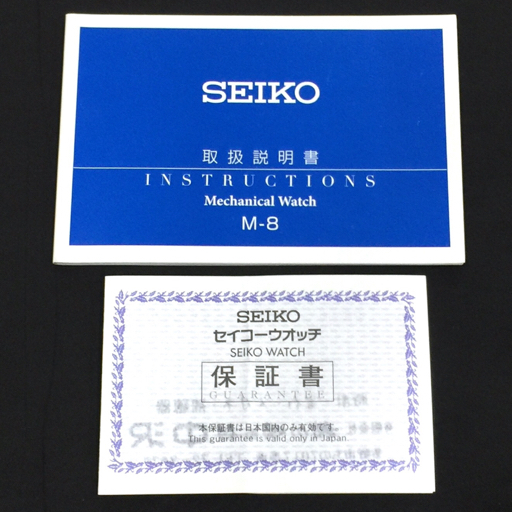 SEIKO
取扱説明書
INSTRUCTIONS
Mechanical Watch
M-8
SEIKO
セイコーウオッチ
SEIKO WATCH
保証書
GUARANTEE
本保証書は日本国内のみ有効です.
This guarantee is valid only in Japan.